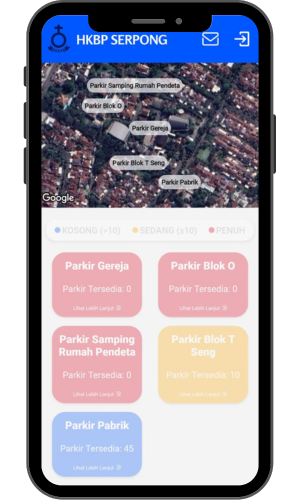 HKBP SERPONG
Parkir Samping Rumah Pendeta
Parkir Blok O
Parkir Gereja
Parkir Blok T Seng
Parkir Pabrik
Google
KOSONG (>10)
SEDANG (≤10)
PENUH
Parkir Gereja
Parkir Tersedia: 0
Lihat Lebih Lanjut
Parkir Blok O
Parkir Tersedia: 0
Lihat Lebih Lanjut
Parkir Samping
Rumah Pendeta
Parkir Tersedia: 0
Lihat Lebih Lanjut
Parkir Blok T
Seng
Parkir Tersedia: 10
Lihat Lebih Lanjut
Parkir Pabrik
Parkir Tersedia: 45
Lihat Lebih Lanjut